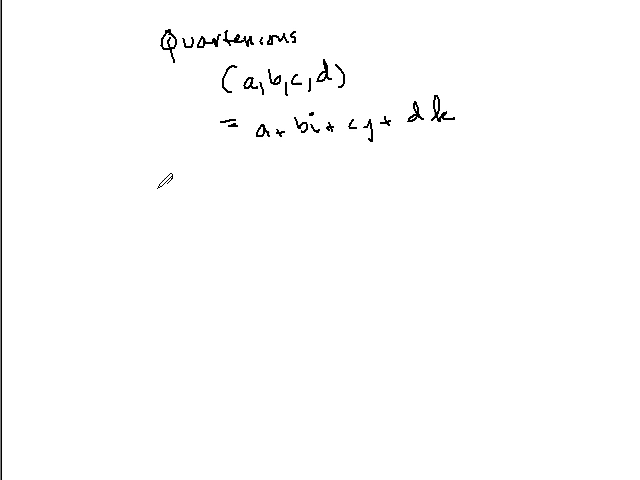 Quartenions
(a,b,c,d)
= a + bi + cj + dk